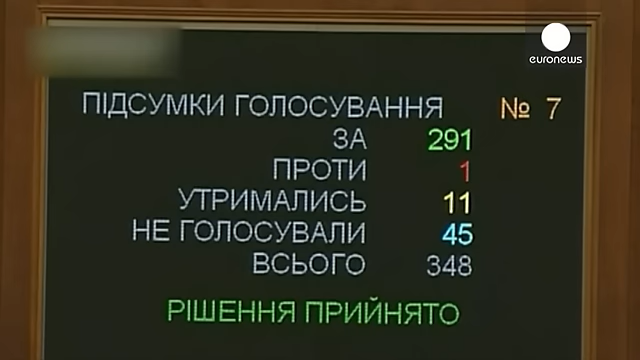 euronews
ПІДСУМКИ ГОЛОСУВАННЯ № 7
ЗА 291
ПРОТИ 1
УТРИМАЛИСЬ 11
НЕ ГОЛОСУВАЛИ 45
ВСЬОГО 348
РІШЕННЯ ПРИЙНЯТО